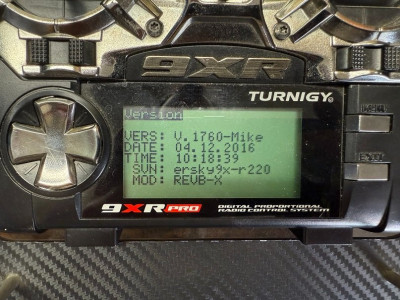 9XR
TURNIGY®
Version
VERS: V.1760-Mike
DATE: 04.12.2016
TIME: 10:18:39
SVN: ersky9x-r220
MOD: REVB-X
9XR PRO
DIGITAL PROPORTIONAL
RADIO CONTROL SYSTEM